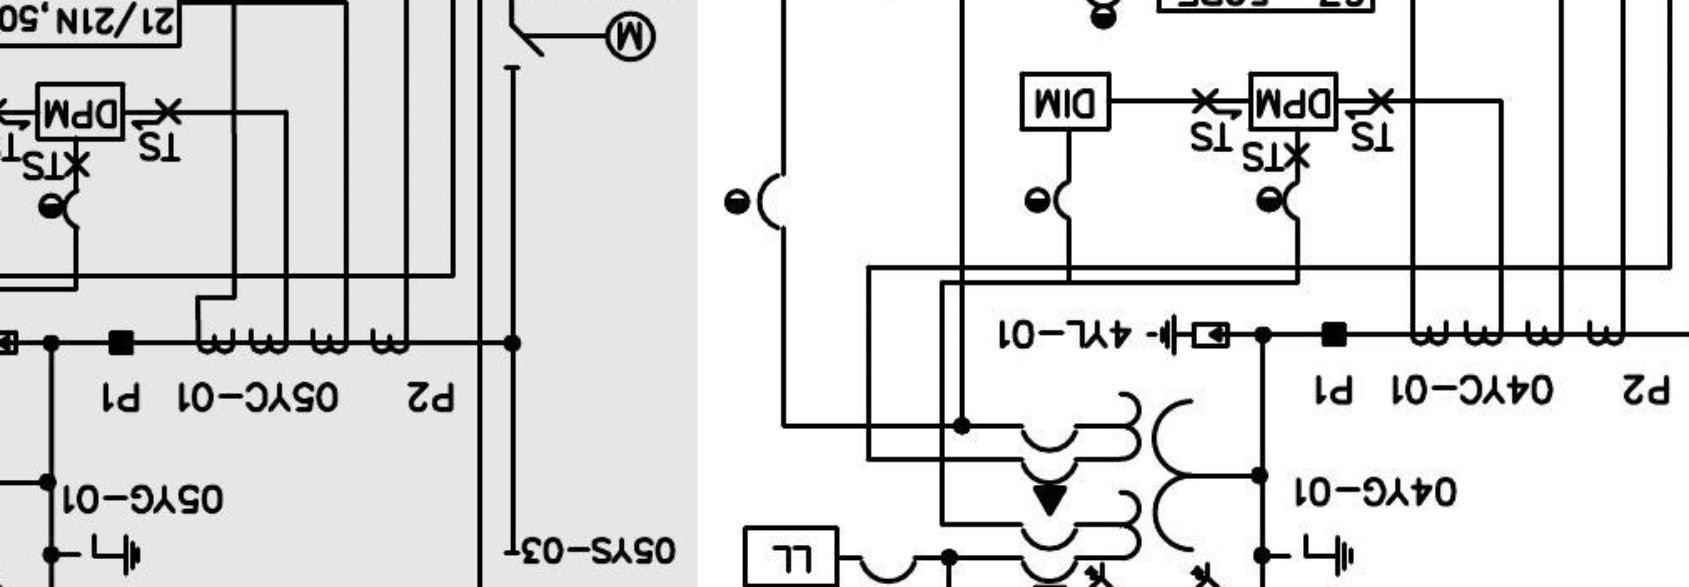 LL
05YS-03
04YG-01
05YG-01
P2 04YC-01 P1
P2 05YC-01 P1
4YL-01
TS
TS
TS
DPM
DIM
TS
TS
DPM
M
21/21N,50